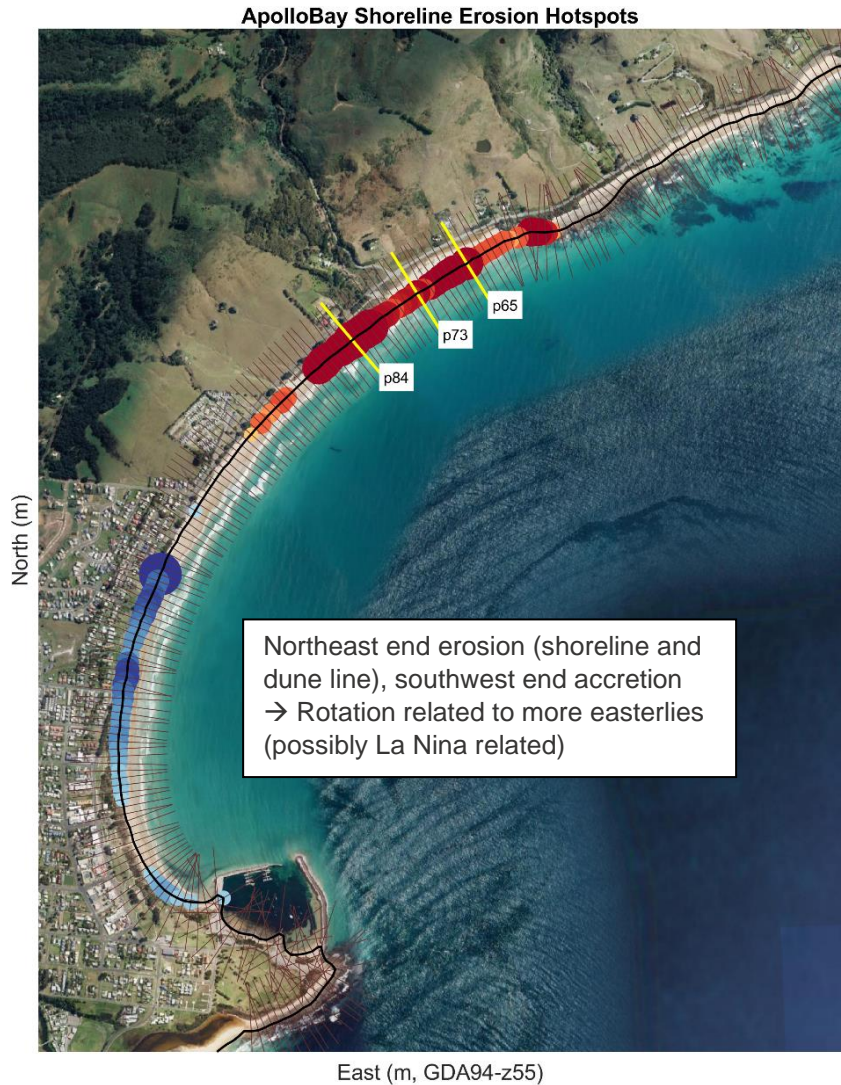 ApolloBay Shoreline Erosion Hotspots
p65
p73
p84
North (m)
Northeast end erosion (shoreline and
dune line), southwest end accretion
→ Rotation related to more easterlies
(possibly La Nina related)
East (m, GDA94-z55)